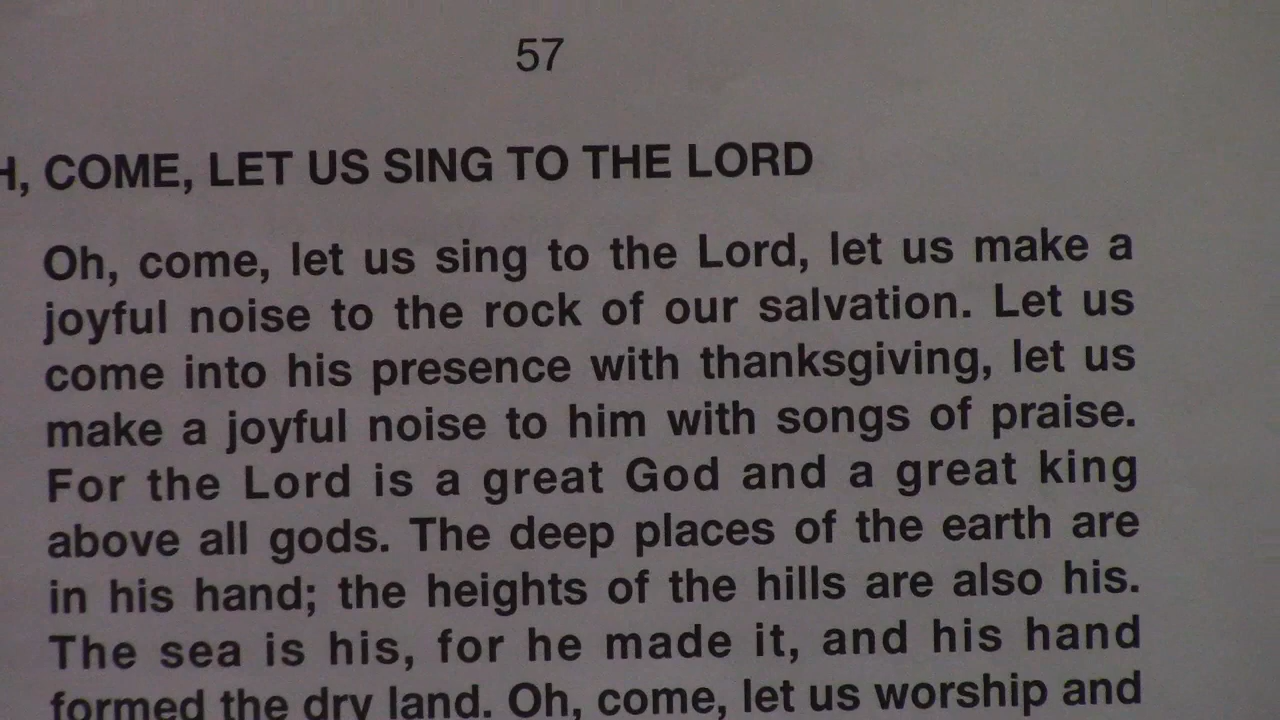 57
H, COME, LET US SING TO THE LORD
Oh, come, let us sing to the Lord, let us make a
joyful noise to the rock of our salvation. Let us
come into his presence with thanksgiving, let us
make a joyful noise to him with songs of praise.
For the Lord is a great God and a great king
above all gods. The deep places of the earth are
in his hand; the heights of the hills are also his.
The sea is his, for he made it, and his hand
formed the dry land. Oh, come, let us worship and